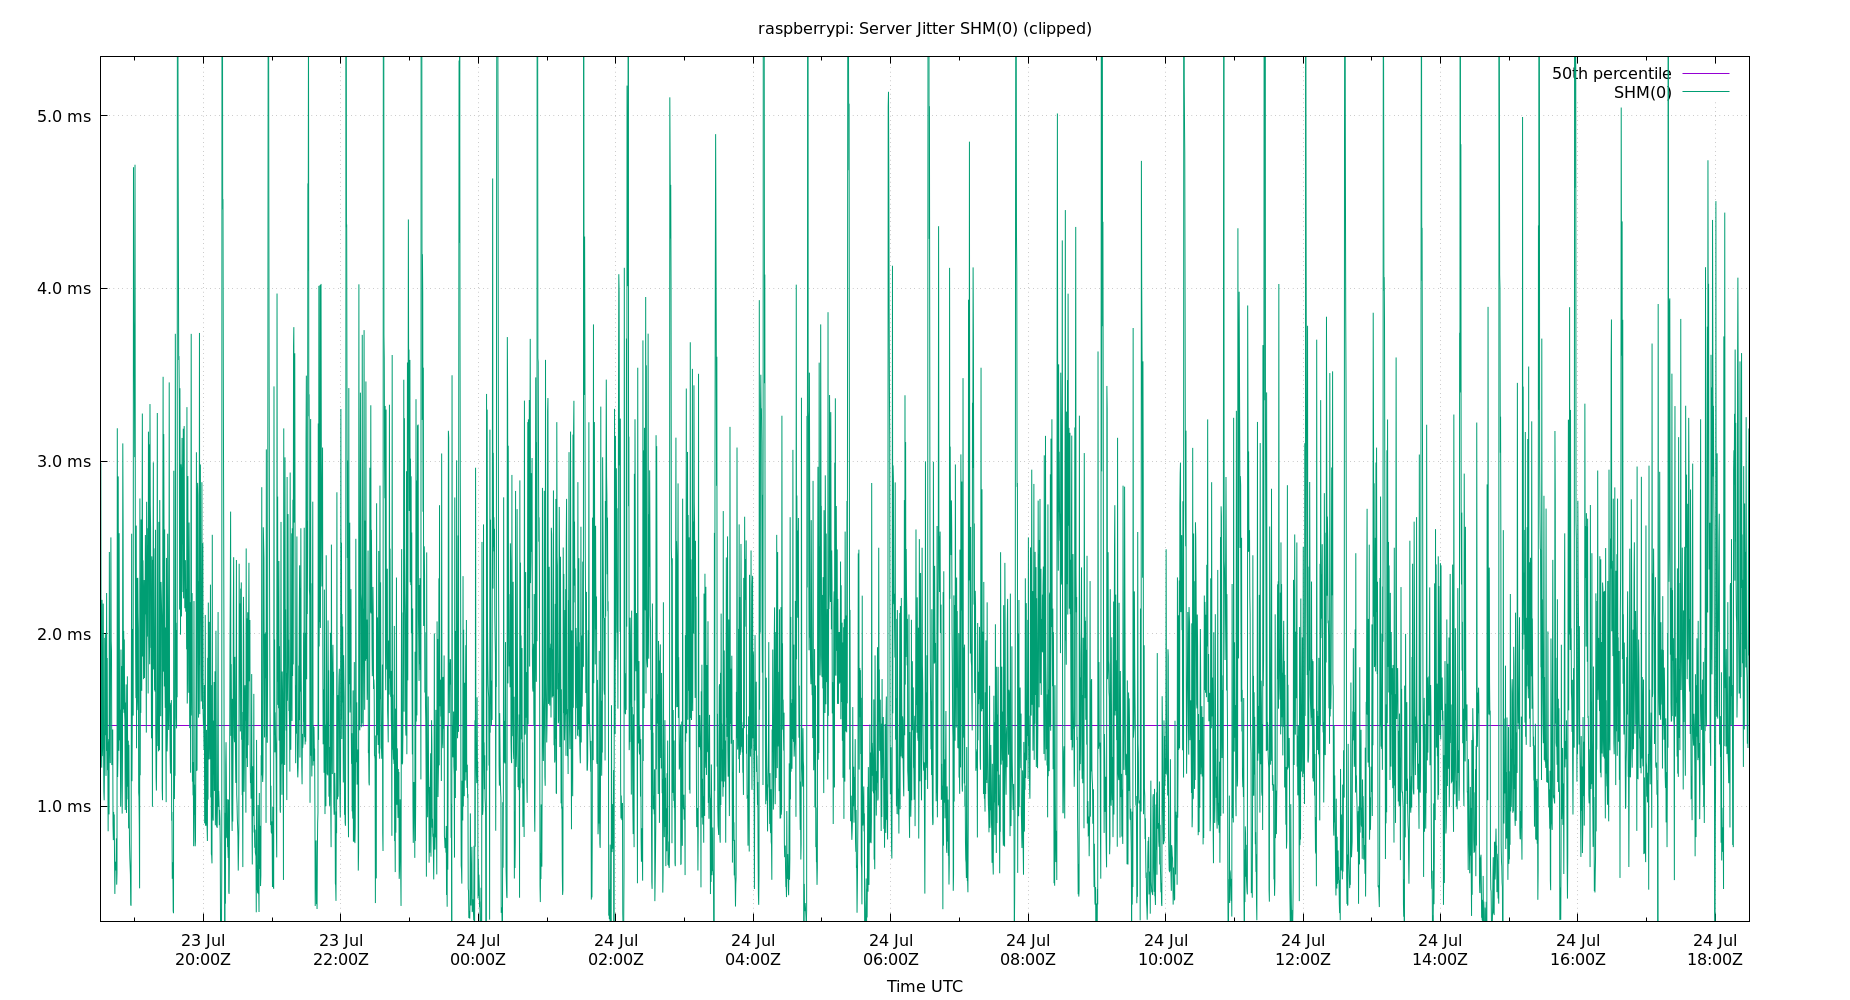 raspberrypi: Server Jitter SHM(0) (clipped)
50th percentile
SHM(0)
5.0 ms
4.0 ms
3.0 ms
2.0 ms
1.0 ms
23 Jul 23 Jul 24 Jul 24 Jul 24 Jul 24 Jul 24 Jul 24 Jul 24 Jul 24 Jul 24 Jul 24 Jul
20:00Z 22:00Z 00:00Z 02:00Z 04:00Z 06:00Z 08:00Z 10:00Z 12:00Z 14:00Z 16:00Z 18:00Z
Time UTC